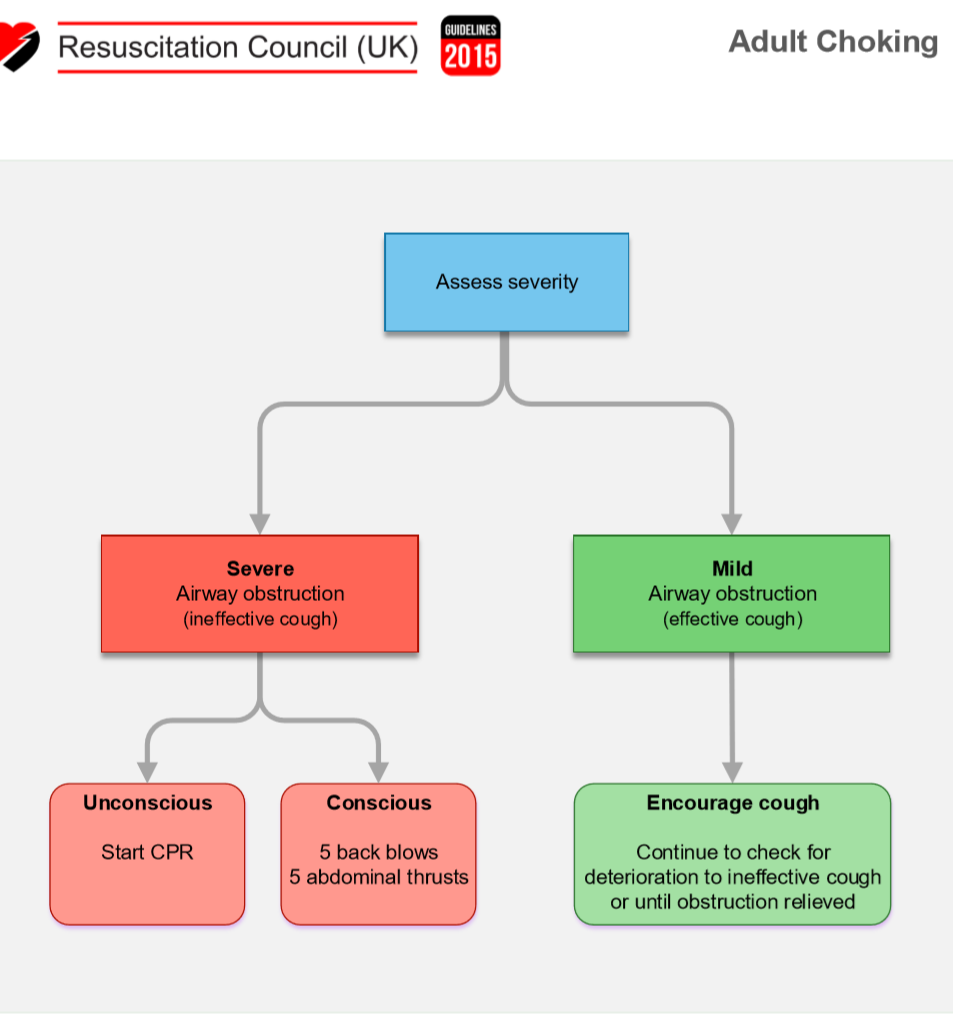 Resuscitation Council (UK)
GUIDELINES
2015
Adult Choking
Assess severity
Severe
Airway obstruction
(ineffective cough)
Mild
Airway obstruction
(effective cough)
Unconscious
Start CPR
Conscious
5 back blows
5 abdominal thrusts
Encourage cough
Continue to check for
deterioration to ineffective cough
or until obstruction relieved